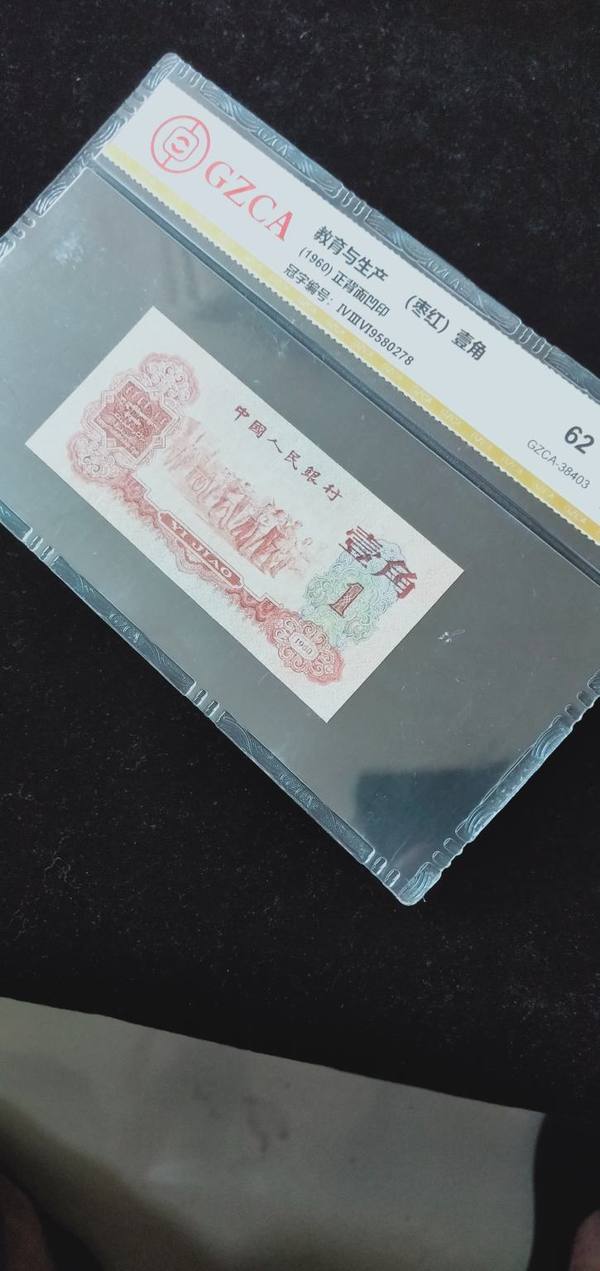 GZCA
教育与生产 (枣红) 壹角
(1960) 正背面凹印
冠字编号: IVⅢVI9580278
62
GZCA-38403
中國人民銀行
壹角
1
YI JIAO
1960